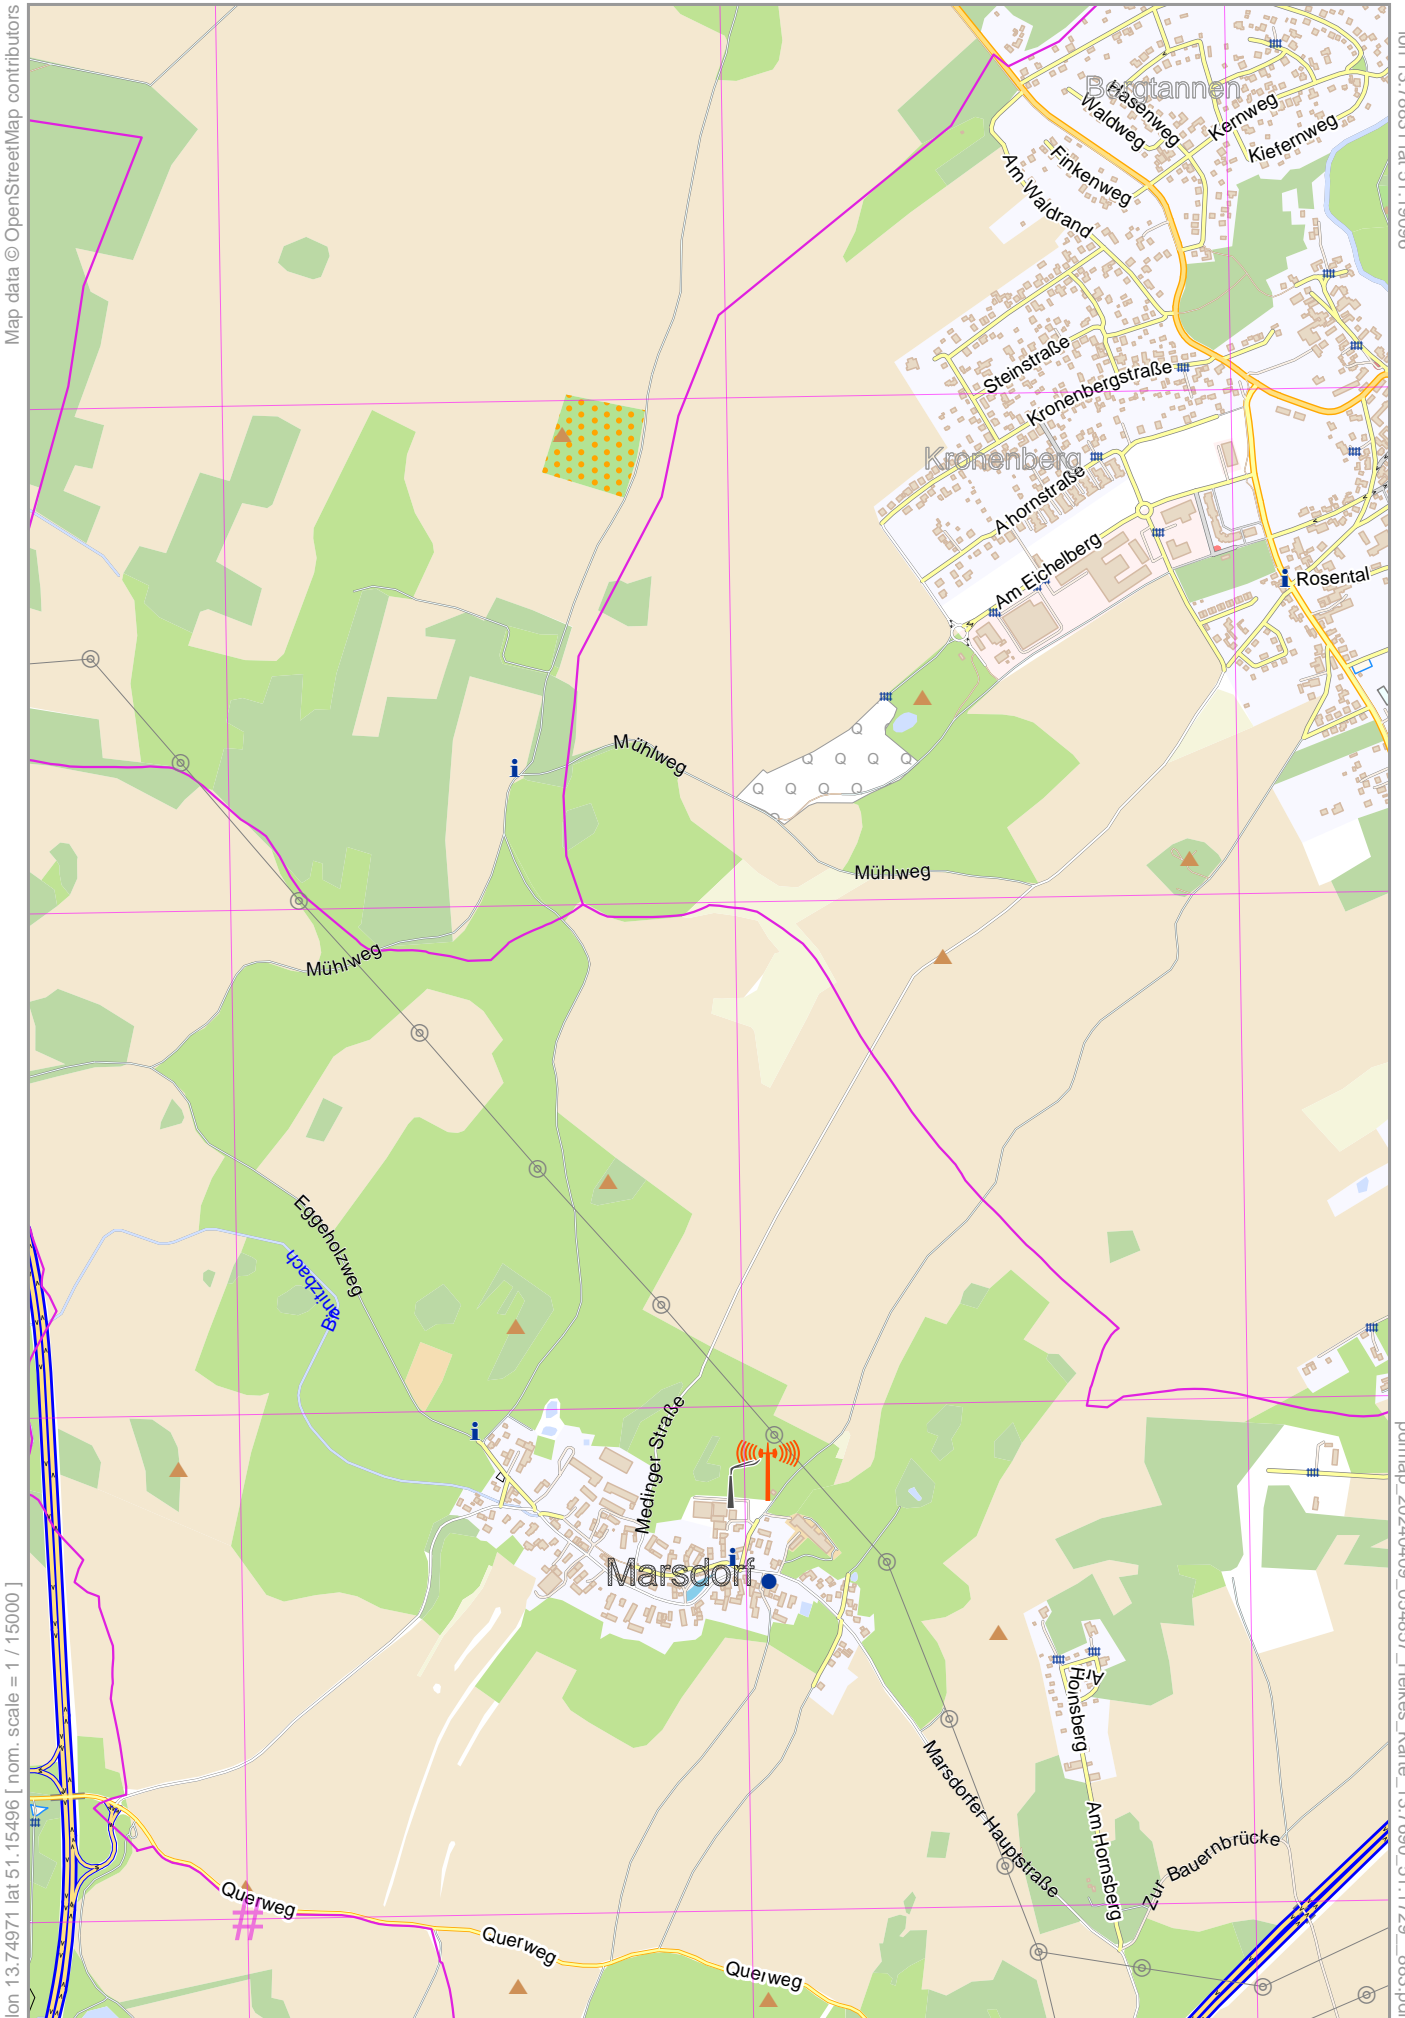 Map data © OpenStreetMap contributors
Bergtannen
Hasenweg
Waldweg
Kernweg
Kiefernweg
Finkenweg
Am Waldrand
Steinstraße
Kronenbergstraße
Kronenberg
Ahornstraße
Am Eichelberg
Rosental
Mühlweg
Mühlweg
Mühlweg
Eggeholzweg
Blanitzbach
Medinger Straße
Marsdorf
Hornsberg
Marsdorfer Hauptstraße
Am Hornsberg
Zur Bauernbrücke
Querweg
Querweg
Querweg
lon 13.74971 lat 51.15496 [ nom. scale = 1 / 15000 ]